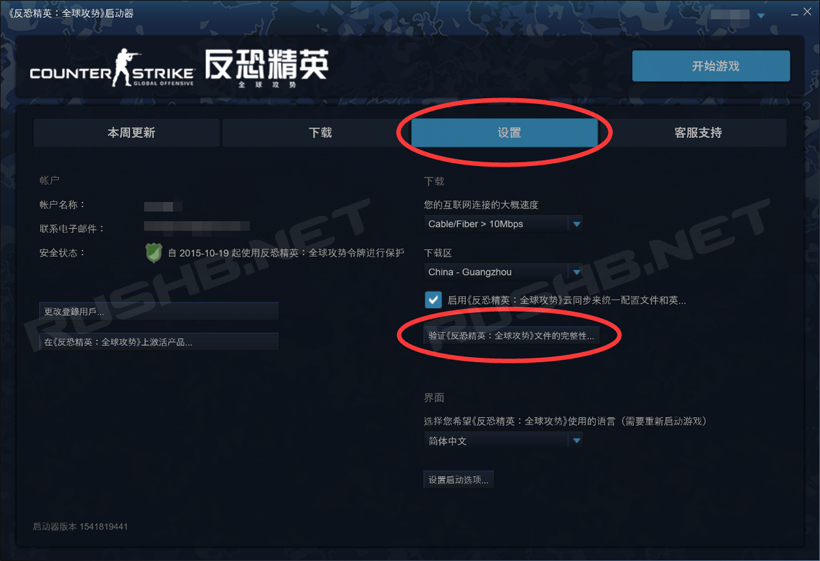 《反恐精英：全球攻势》启动器
COUNTER STRIKE
GLOBAL OFFENSIVE
反恐精英
全球攻势
开始游戏
本周更新
下载
设置
客服支持
帐户
帐户名称：
联系电子邮件：
安全状态：
自 2015-10-19 起使用反恐精英：全球攻势令牌进行保护
更改登録用戶...
在《反恐精英：全球攻势》上激活产品...
下载
您的互联网连接的大概速度
Cable/Fiber > 10Mbps
下载区
China - Guangzhou
启用《反恐精英：全球攻势》云同步来统一配置文件和英...
验证《反恐精英：全球攻势》文件的完整性...
界面
选择您希望《反恐精英：全球攻势》使用的语言（需要重新启动游戏）
简体中文
设置启动选项...
启动器版本 1541819441
RUSHB.NET
RUSHB.NET